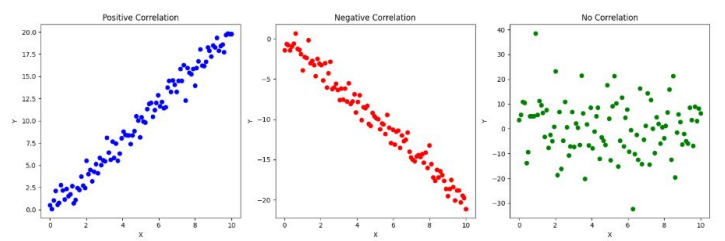 Positive Correlation
20.0
17.5
15.0
12.5
10.0
7.5
5.0
2.5
0.0
Y
0 2 4 6 8 10
X
Negative Correlation
0
−5
−10
−15
−20
Y
0 2 4 6 8 10
X
No Correlation
40
30
20
10
0
−10
−20
−30
Y
0 2 4 6 8 10
X